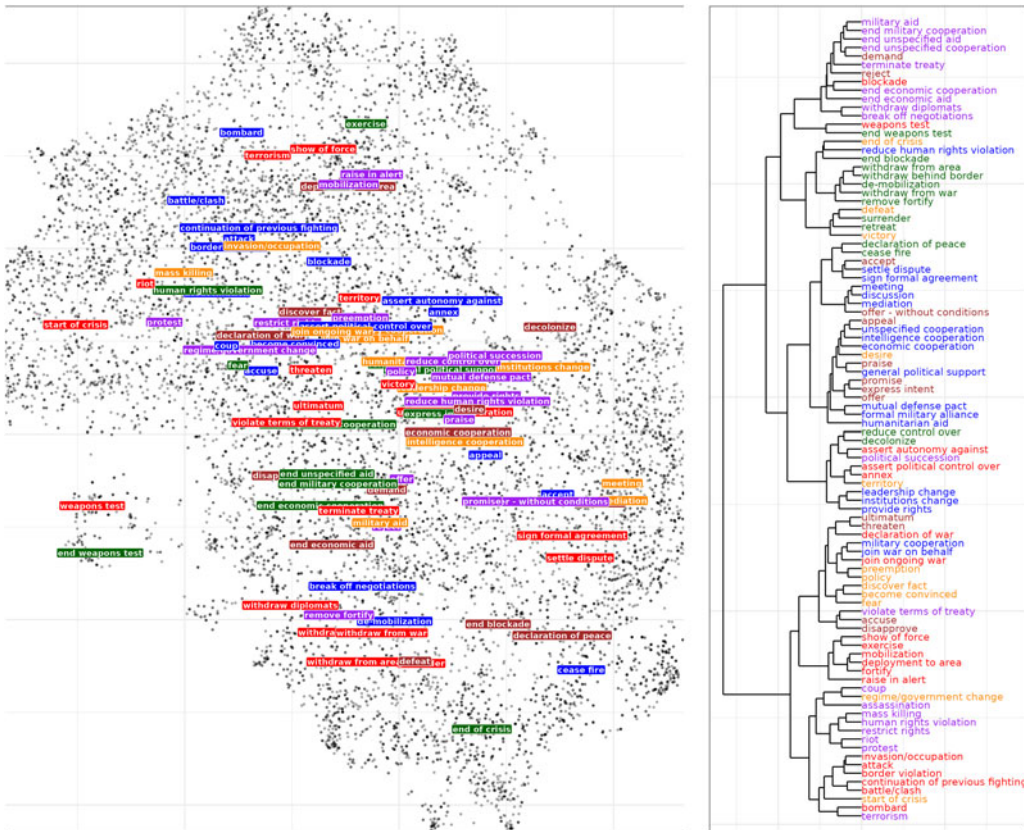 exercise
bombard
show of force
terrorism
raise in alert
mobilization
battle/clash
continuation of previous fighting
attack
border
invasion/occupation
blockade
mass killing
riot
human rights violation
territory
assert autonomy against
discover fact
annex
preemption
protest
restrict
start of crisis
decolonize
control over
join ongoing war
declaration of w
war on behalf
coup
become convinced
regime/government change
political succession
fear
reduce control over
institutions change
accuse
threaten
policy
mutual defense pact
victory
leadership change
provide rights
reduce human rights violation
ultimatum
desire
express
violate terms of treaty
cooperation
praise
economic cooperation
intelligence cooperation
appeal
disap
end unspecified aid
offer
end military cooperation
demand
meeting
accept
weapons test
end econom
promise
r - without conditions
diation
terminate treaty
military aid
sign formal agreement
end economic aid
end weapons test
settle dispute
break off negotiations
withdraw diplomats
remove fortify
de-mobilization
end blockade
withdra
withdraw from war
declaration of peace
withdraw from area
defeat
cease fire
end of crisis
military aid
end military cooperation
end unspecified aid
end unspecified cooperation
demand
terminate treaty
reject
blockade
end economic cooperation
end economic aid
withdraw diplomats
break off negotiations
weapons test
end weapons test
end of crisis
reduce human rights violation
end blockade
withdraw from area
withdraw behind border
de-mobilization
withdraw from war
remove fortify
defeat
surrender
retreat
victory
declaration of peace
cease fire
accept
settle dispute
sign formal agreement
meeting
discussion
mediation
offer - without conditions
appeal
unspecified cooperation
intelligence cooperation
economic cooperation
desire
praise
general political support
promise
express intent
offer
mutual defense pact
formal military alliance
humanitarian aid
reduce control over
decolonize
assert autonomy against
political succession
assert political control over
annex
territory
leadership change
institutions change
provide rights
ultimatum
threaten
declaration of war
military cooperation
join war on behalf
join ongoing war
preemption
policy
discover fact
become convinced
fear
violate terms of treaty
accuse
disapprove
show of force
exercise
mobilization
deployment to area
fortify
raise in alert
coup
regime/government change
assassination
mass killing
human rights violation
restrict rights
riot
protest
invasion/occupation
attack
border violation
continuation of previous fighting
battle/clash
start of crisis
bombard
terrorism